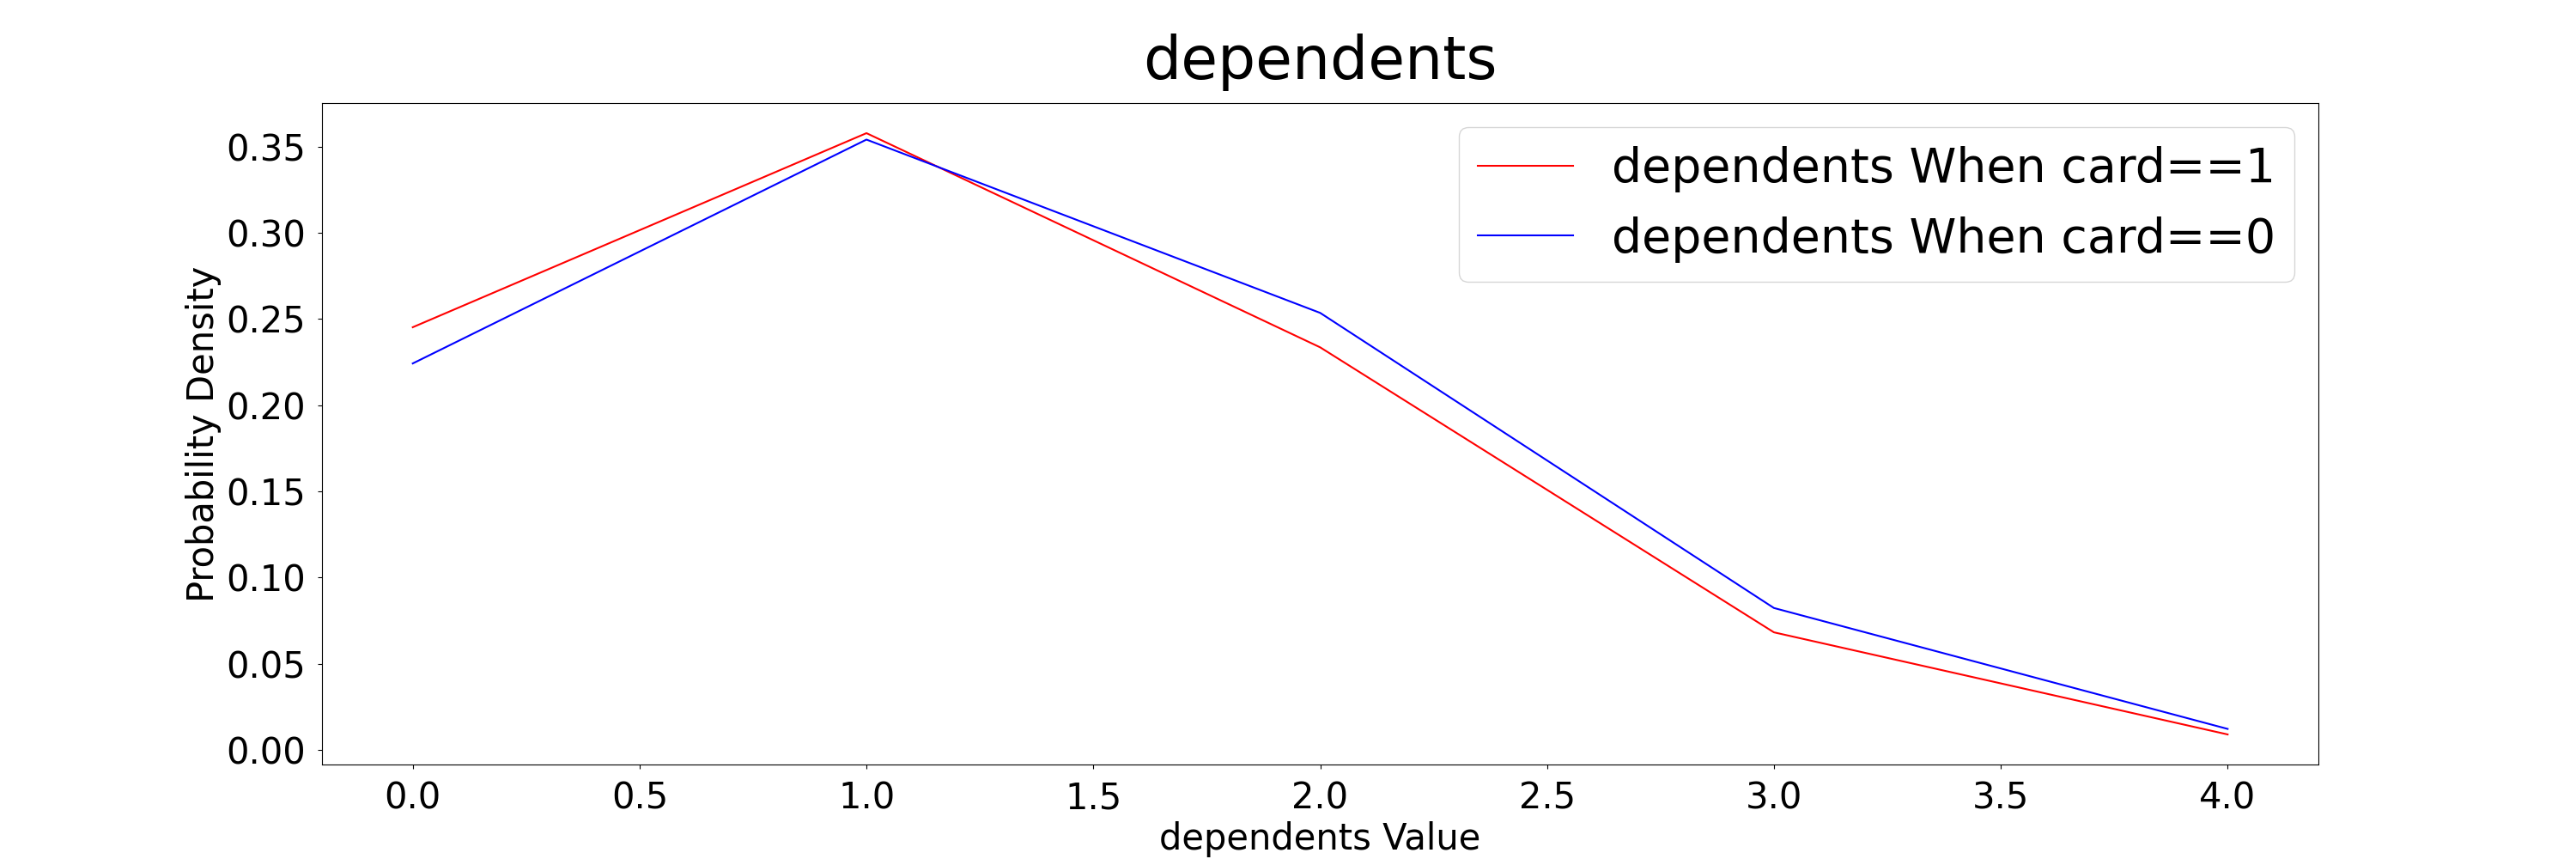 dependents
dependents When card==1
dependents When card==0
Probability Density
0.35
0.30
0.25
0.20
0.15
0.10
0.05
0.00
0.0 0.5 1.0 1.5 2.0 2.5 3.0 3.5 4.0
dependents Value